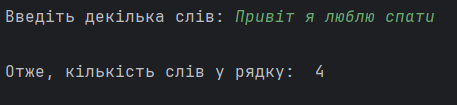 Введіть декілька слів: Привіт я люблю спати
Отже, кількість слів у рядку:  4